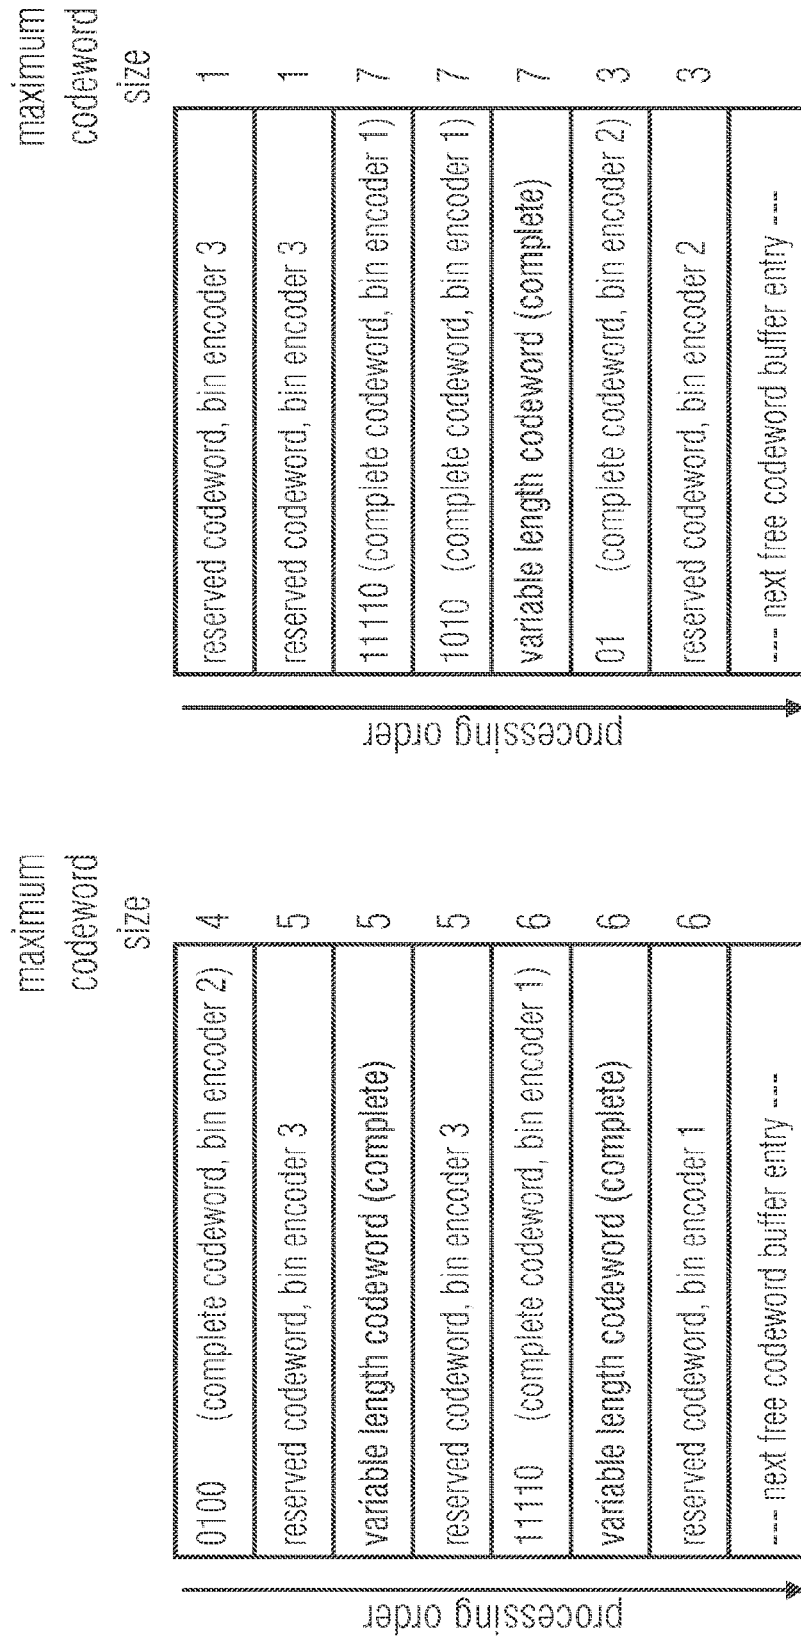 maximum
codeword
size
0100 (complete codeword, bin encoder 2) 4
reserved codeword, bin encoder 3 5
variable length codeword (complete) 5
reserved codeword, bin encoder 3 5
11110 (complete codeword, bin encoder 1) 6
variable length codeword (complete) 6
reserved codeword, bin encoder 1 6
--- next free codeword buffer entry ---
processing order
maximum
codeword
size
reserved codeword, bin encoder 3 1
reserved codeword, bin encoder 3 1
11110 (complete codeword, bin encoder 1) 7
1010 (complete codeword, bin encoder 1) 7
variable length codeword (complete) 7
01 (complete codeword, bin encoder 2) 3
reserved codeword, bin encoder 2 3
--- next free codeword buffer entry ---
processing order